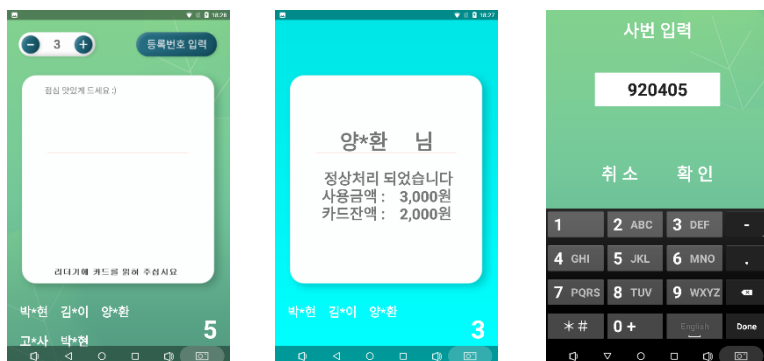 18:28
3
등록번호 입력
점심 맛있게 드세요 :)
리더기에 카드를 읽혀 주십시요
박*현 김*이 양*환
고*사 박*현
5
18:27
양*환 님
정상처리 되었습니다
사용금액 : 3,000원
카드잔액 : 2,000원
박*현 김*이 양*환
3
사번 입력
920405
취소 확인
1 2 ABC 3 DEF -
4 GHI 5 JKL 6 MNO .
7 PQRS 8 TUV 9 WXYZ
* # 0 + English Done